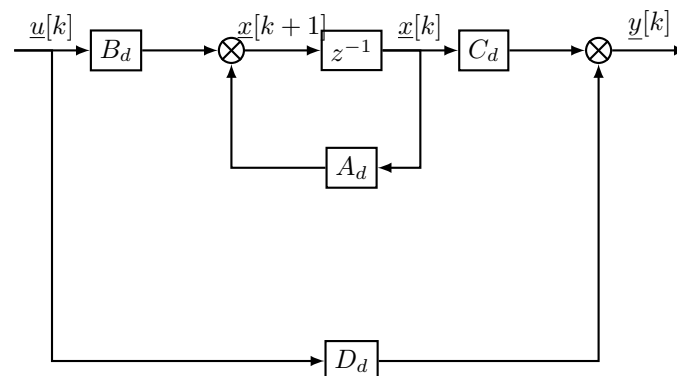 u[k] B_d x[k + 1] z^{-1} x[k] C_d y[k]
A_d
D_d